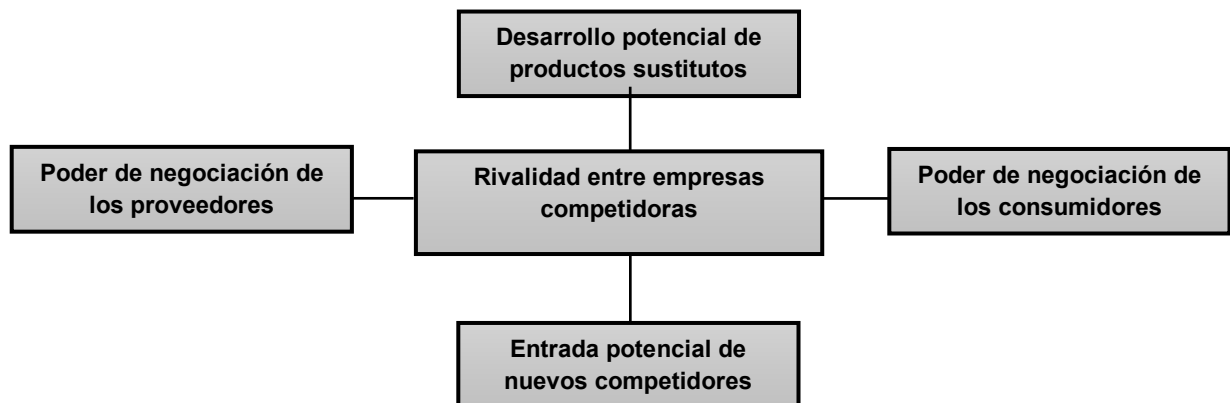 Desarrollo potencial de
productos sustitutos
Poder de negociación de
los proveedores
Rivalidad entre empresas
competidoras
Poder de negociación de
los consumidores
Entrada potencial de
nuevos competidores